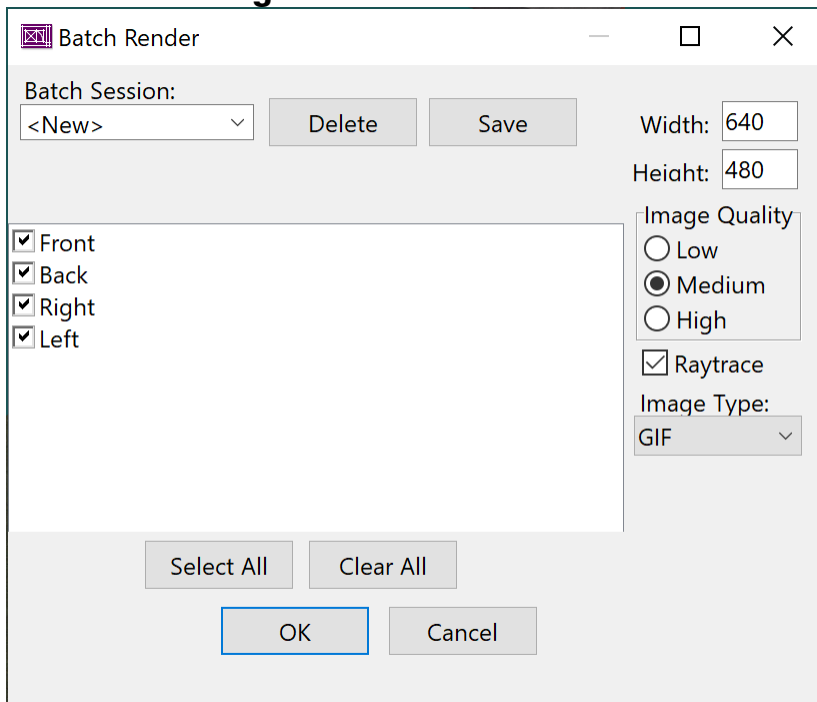 Batch Render
Batch Session:
<New>
Delete
Save
Width: 640
Height: 480
Front
Back
Right
Left
Image Quality
Low
Medium
High
Raytrace
Image Type:
GIF
Select All
Clear All
OK
Cancel